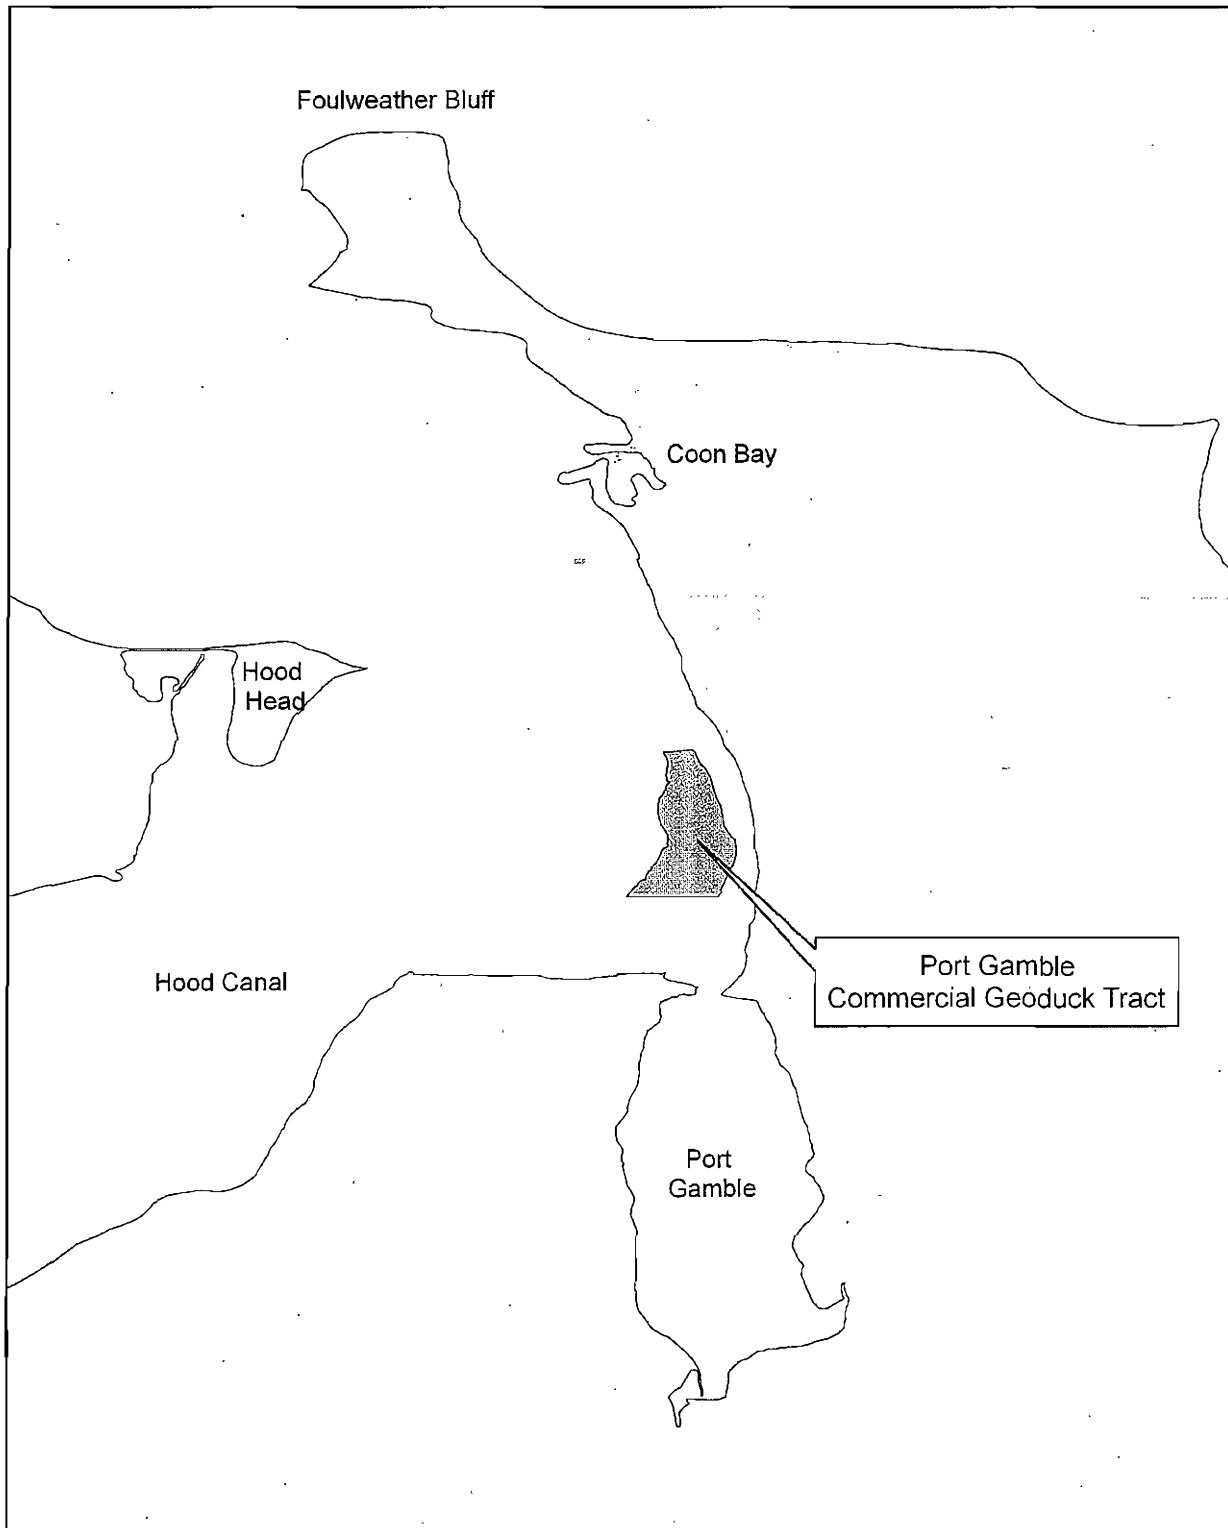 Foulweather Bluff
Coon Bay
Hood
Head
Port Gamble
Commercial Geoduck Tract
Hood Canal
Port
Gamble